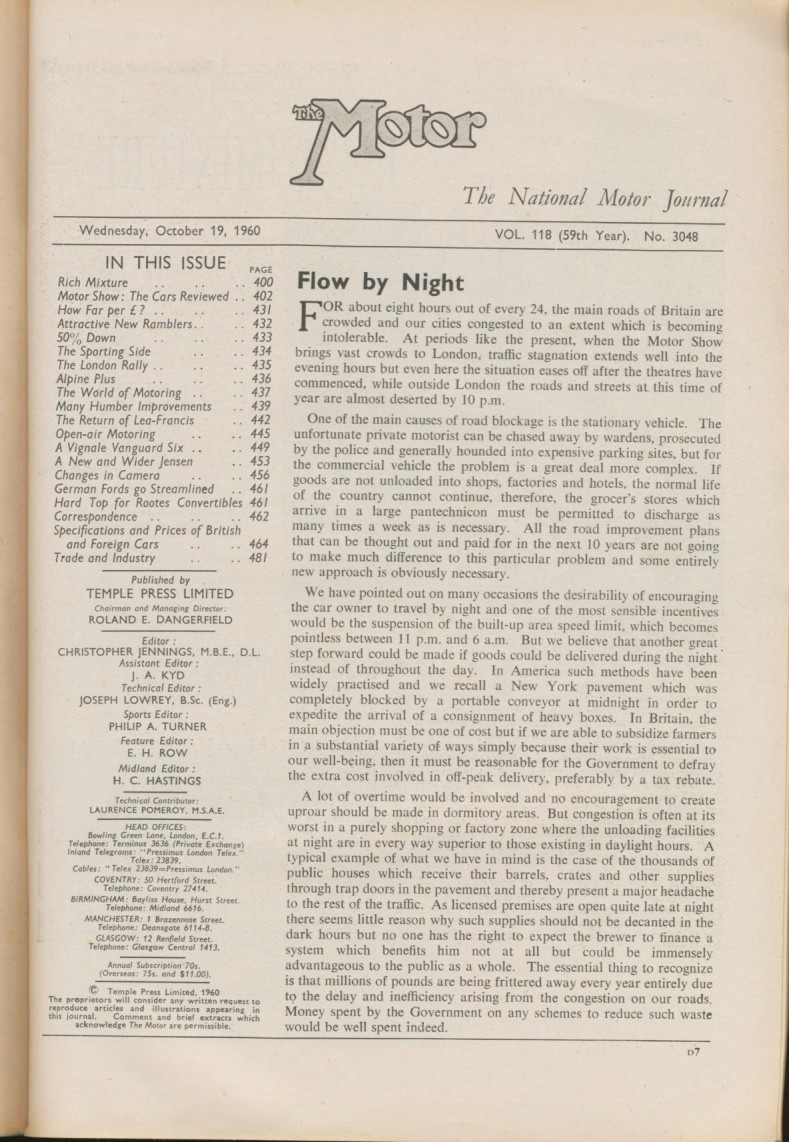 The Motor
The National Motor Journal
Wednesday, October 19, 1960
VOL. 118 (59th Year). No. 3048
IN THIS ISSUE
PAGE
Rich Mixture .. .. .. 400
Motor Show: The Cars Reviewed .. 402
How Far per £? .. .. .. 431
Attractive New Ramblers .. .. 432
50% Down .. .. .. 433
The Sporting Side .. .. 434
The London Rally .. .. .. 435
Alpine Plus .. .. .. 436
The World of Motoring .. .. 437
Many Humber Improvements .. 439
The Return of Lea-Francis .. 442
Open-air Motoring .. .. 445
A Vignale Vanguard Six .. .. 449
A New and Wider Jensen .. 453
Changes in Camera .. .. 456
German Fords go Streamlined .. 461
Hard Top for Rootes Convertibles 461
Correspondence .. .. .. 462
Specifications and Prices of British
and Foreign Cars .. .. 464
Trade and Industry .. .. 481
Published by
TEMPLE PRESS LIMITED
Chairman and Managing Director:
ROLAND E. DANGERFIELD
Editor :
CHRISTOPHER JENNINGS, M.B.E., D.L.
Assistant Editor :
J. A. KYD
Technical Editor :
JOSEPH LOWREY, B.Sc. (Eng.)
Sports Editor :
PHILIP A. TURNER
Feature Editor :
E. H. ROW
Midland Editor :
H. C. HASTINGS
Technical Contributor:
LAURENCE POMEROY, M.S.A.E.
HEAD OFFICES:
Bowling Green Lane, London, E.C.1.
Telephone: Terminus 3636 (Private Exchange)
Inland Telegrams: "Pressimus London Telex."
Telex: 23839.
Cables: "Telex 23839=Pressimus London."
COVENTRY: 50 Hertford Street.
Telephone: Coventry 27414.
BIRMINGHAM: Bayliss House, Hurst Street.
Telephone: Midland 6616.
MANCHESTER: 1 Brazennose Street.
Telephone: Deansgate 6114-8.
GLASGOW: 12 Renfield Street.
Telephone: Glasgow Central 1413.
Annual Subscription 70s.
(Overseas: 75s. and $11.00).
© Temple Press Limited, 1960
The proprietors will consider any written request to
reproduce articles and illustrations appearing in
this journal. Comment and brief extracts which
acknowledge The Motor are permissible.
Flow by Night
FOR about eight hours out of every 24, the main roads of Britain are
crowded and our cities congested to an extent which is becoming
intolerable. At periods like the present, when the Motor Show
brings vast crowds to London, traffic stagnation extends well into the
evening hours but even here the situation eases off after the theatres have
commenced, while outside London the roads and streets at this time of
year are almost deserted by 10 p.m.
One of the main causes of road blockage is the stationary vehicle. The
unfortunate private motorist can be chased away by wardens, prosecuted
by the police and generally hounded into expensive parking sites, but for
the commercial vehicle the problem is a great deal more complex. If
goods are not unloaded into shops, factories and hotels, the normal life
of the country cannot continue, therefore, the grocer's stores which
arrive in a large pantechnicon must be permitted to discharge as
many times a week as is necessary. All the road improvement plans
that can be thought out and paid for in the next 10 years are not going
to make much difference to this particular problem and some entirely
new approach is obviously necessary.
We have pointed out on many occasions the desirability of encouraging
the car owner to travel by night and one of the most sensible incentives
would be the suspension of the built-up area speed limit, which becomes
pointless between 11 p.m. and 6 a.m. But we believe that another great
step forward could be made if goods could be delivered during the night
instead of throughout the day. In America such methods have been
widely practised and we recall a New York pavement which was
completely blocked by a portable conveyor at midnight in order to
expedite the arrival of a consignment of heavy boxes. In Britain, the
main objection must be one of cost but if we are able to subsidize farmers
in a substantial variety of ways simply because their work is essential to
our well-being, then it must be reasonable for the Government to defray
the extra cost involved in off-peak delivery, preferably by a tax rebate.
A lot of overtime would be involved and no encouragement to create
uproar should be made in dormitory areas. But congestion is often at its
worst in a purely shopping or factory zone where the unloading facilities
at night are in every way superior to those existing in daylight hours. A
typical example of what we have in mind is the case of the thousands of
public houses which receive their barrels, crates and other supplies
through trap doors in the pavement and thereby present a major headache
to the rest of the traffic. As licensed premises are open quite late at night
there seems little reason why such supplies should not be decanted in the
dark hours but no one has the right to expect the brewer to finance a
system which benefits him not at all but could be immensely
advantageous to the public as a whole. The essential thing to recognize
is that millions of pounds are being frittered away every year entirely due
to the delay and inefficiency arising from the congestion on our roads.
Money spent by the Government on any schemes to reduce such waste
would be well spent indeed.
D7